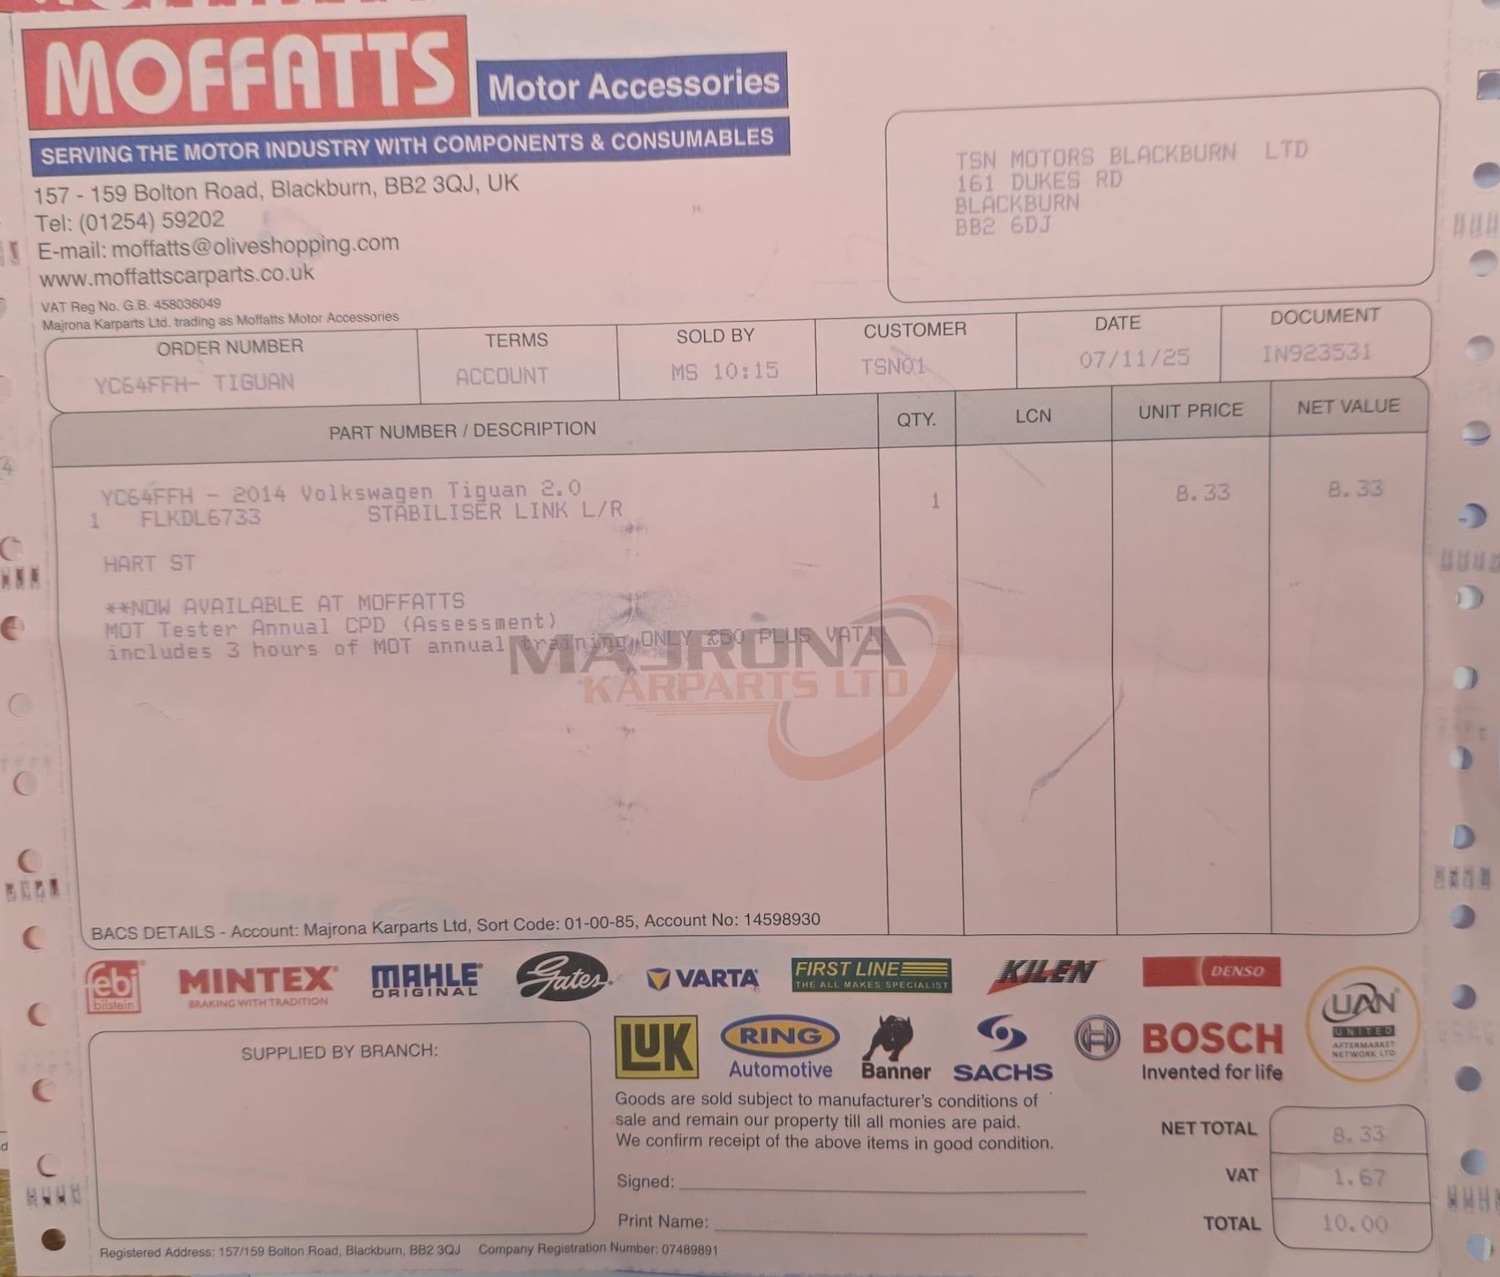 MOFFATTS
Motor Accessories
SERVING THE MOTOR INDUSTRY WITH COMPONENTS & CONSUMABLES
157 - 159 Bolton Road, Blackburn, BB2 3QJ, UK
Tel: (01254) 59202
E-mail: moffatts@oliveshopping.com
www.moffattscarparts.co.uk
VAT Reg No. G.B. 458036049
Majrona Karparts Ltd. trading as Moffatts Motor Accessories
TSN MOTORS BLACKBURN LTD
161 DUKES RD
BLACKBURN
BB2 6DJ
ORDER NUMBER TERMS SOLD BY CUSTOMER DATE DOCUMENT
YC64FFH- TIGUAN ACCOUNT MS 10:15 TSN01 07/11/25 IN923531
PART NUMBER / DESCRIPTION QTY. LCN UNIT PRICE NET VALUE
YC64FFH - 2014 Volkswagen Tiguan 2.0
1 FLKDL6733 STABILISER LINK L/R 1 8.33 8.33
HART ST
**NOW AVAILABLE AT MOFFATTS
MOT Tester Annual CPD (Assessment)
includes 3 hours of MOT annual training, ONLY £50 PLUS VAT
MAJRONA
KARPARTS LTD
BACS DETAILS - Account: Majrona Karparts Ltd, Sort Code: 01-00-85, Account No: 14598930
febi bilstein
MINTEX
BRAKING WITH TRADITION
MAHLE
ORIGINAL
Gates
VARTA
FIRST LINE
THE ALL MAKES SPECIALIST
KILEN
DENSO
UAN
UNITED
AFTERMARKET
NETWORK LTD
LUK
RING
Automotive
Banner
SACHS
BOSCH
Invented for life
SUPPLIED BY BRANCH:
Goods are sold subject to manufacturer's conditions of
sale and remain our property till all monies are paid.
We confirm receipt of the above items in good condition.
Signed:
Print Name:
NET TOTAL 8.33
VAT 1.67
TOTAL 10.00
Registered Address: 157/159 Bolton Road, Blackburn, BB2 3QJ Company Registration Number: 07489891